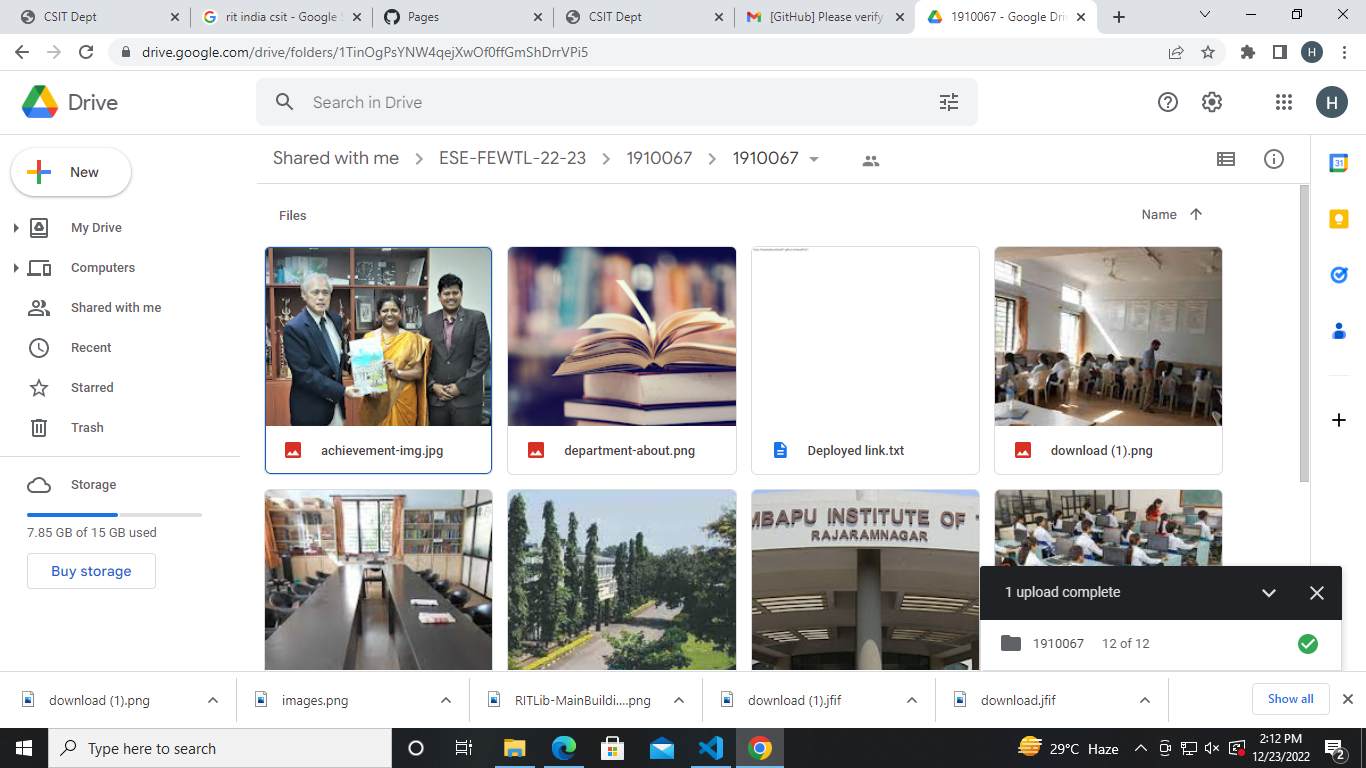 CSIT Dept
rit india csit - Google S
Pages
CSIT Dept
[GitHub] Please verify
1910067 - Google Driv
drive.google.com/drive/folders/1TinOgPsYNW4qejXwOf0ffGmShDrrVPi5
H
Drive
Search in Drive
H
New
My Drive
Computers
Shared with me
Recent
Starred
Trash
Storage
7.85 GB of 15 GB used
Buy storage
Shared with me
ESE-FEWTL-22-23
1910067
1910067
Files
Name
31
achievement-img.jpg
department-about.png
Deployed link.txt
download (1).png
MBAPU INSTITUTE OF
RAJARAMNAGAR
1 upload complete
1910067 12 of 12
download (1).png
images.png
RITLib-MainBuildi....png
download (1).jfif
download.jfif
Show all
Type here to search
29°C Haze
2:12 PM
12/23/2022
2